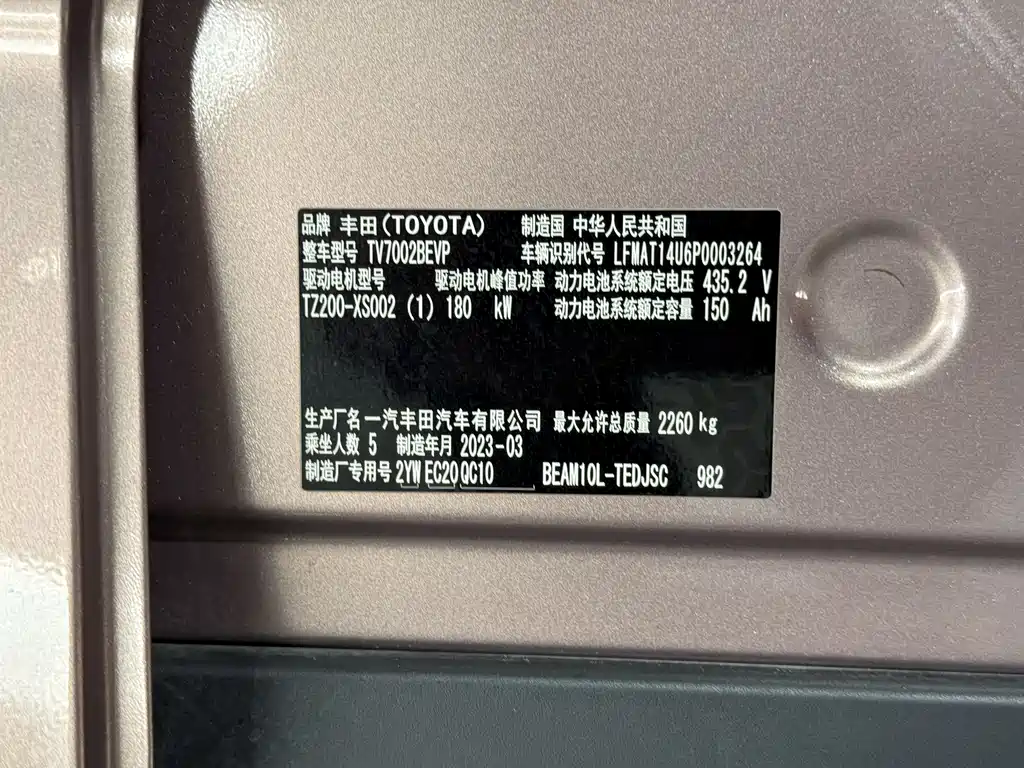 品牌 丰田(TOYOTA) 制造国 中华人民共和国
整车型号 TV7002BEVP 车辆识别代号 LFMAT14U6P0003264
驱动电机型号 驱动电机峰值功率 动力电池系统额定电压 435.2 V
TZ200-XS002 (1) 180 kW 动力电池系统额定容量 150 Ah
生产厂名 一汽丰田汽车有限公司 最大允许总质量 2260 kg
乘坐人数 5 制造年月 2023-03
制造厂专用号 2YW EC20 QC10 BEAM10L-TEDJSC 982